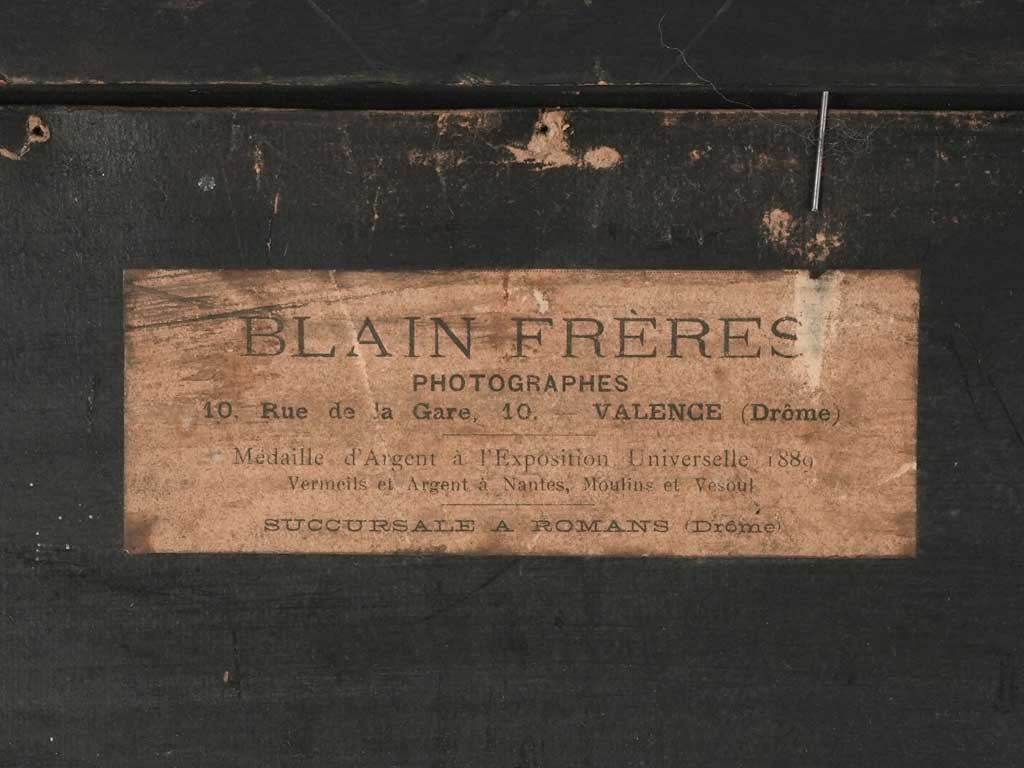 BLAIN FRÈRES
PHOTOGRAPHES
10, Rue de la Gare, 10. — VALENCE (Drôme)
Médaille d'Argent à l'Exposition Universelle 1889
Vermeils et Argent à Nantes, Moulins et Vesoul
SUCCURSALE A ROMANS (Drôme)